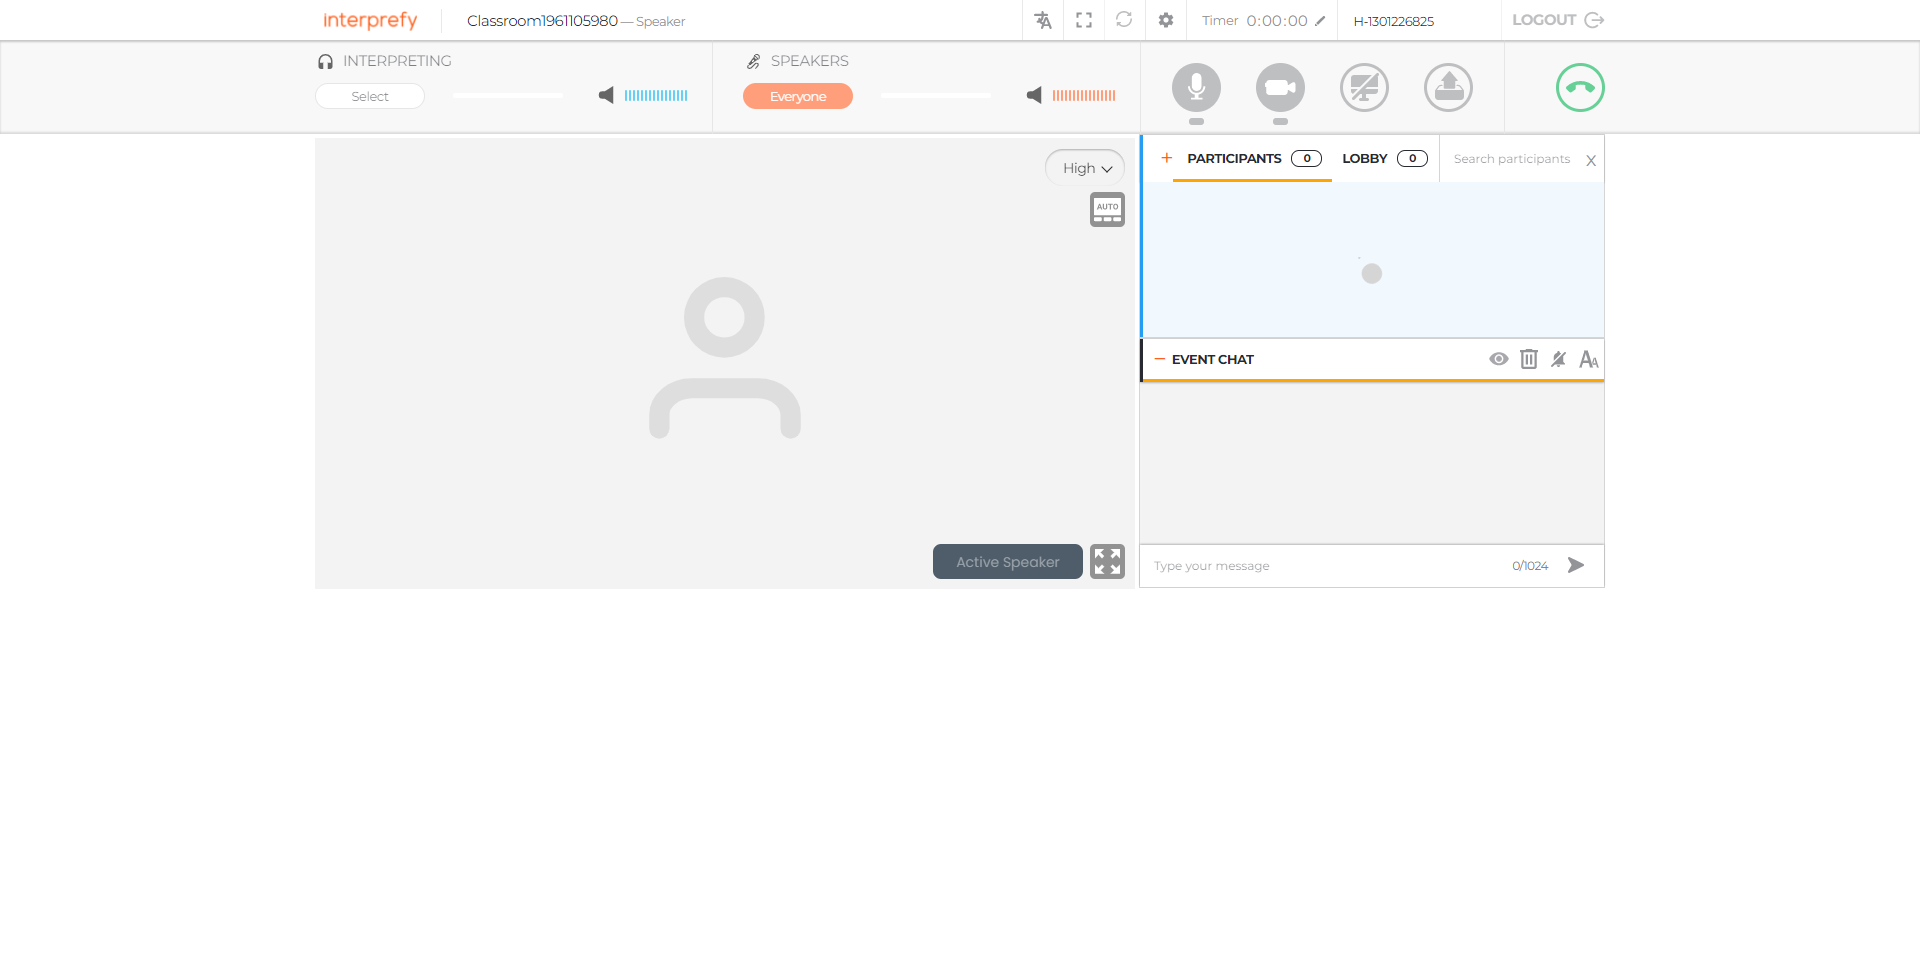 interprefy
Classroom1961105980 — Speaker
Timer 0:00:00
H-1301226825
LOGOUT
INTERPRETING
Select
SPEAKERS
Everyone
High
AUTO
Active Speaker
+ PARTICIPANTS 0
LOBBY 0
Search participants X
− EVENT CHAT
Type your message
0/1024